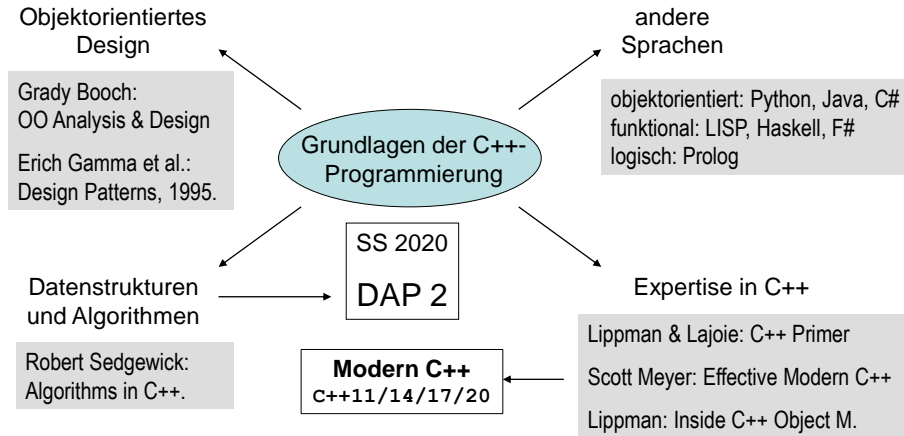 Objektorientiertes
Design
Grady Booch:
OO Analysis & Design
Erich Gamma et al.:
Design Patterns, 1995.
andere
Sprachen
objektorientiert: Python, Java, C#
funktional: LISP, Haskell, F#
logisch: Prolog
Grundlagen der C++-
Programmierung
SS 2020
DAP 2
Datenstrukturen
und Algorithmen
Robert Sedgewick:
Algorithms in C++.
Modern C++
C++11/14/17/20
Expertise in C++
Lippman & Lajoie: C++ Primer
Scott Meyer: Effective Modern C++
Lippman: Inside C++ Object M.